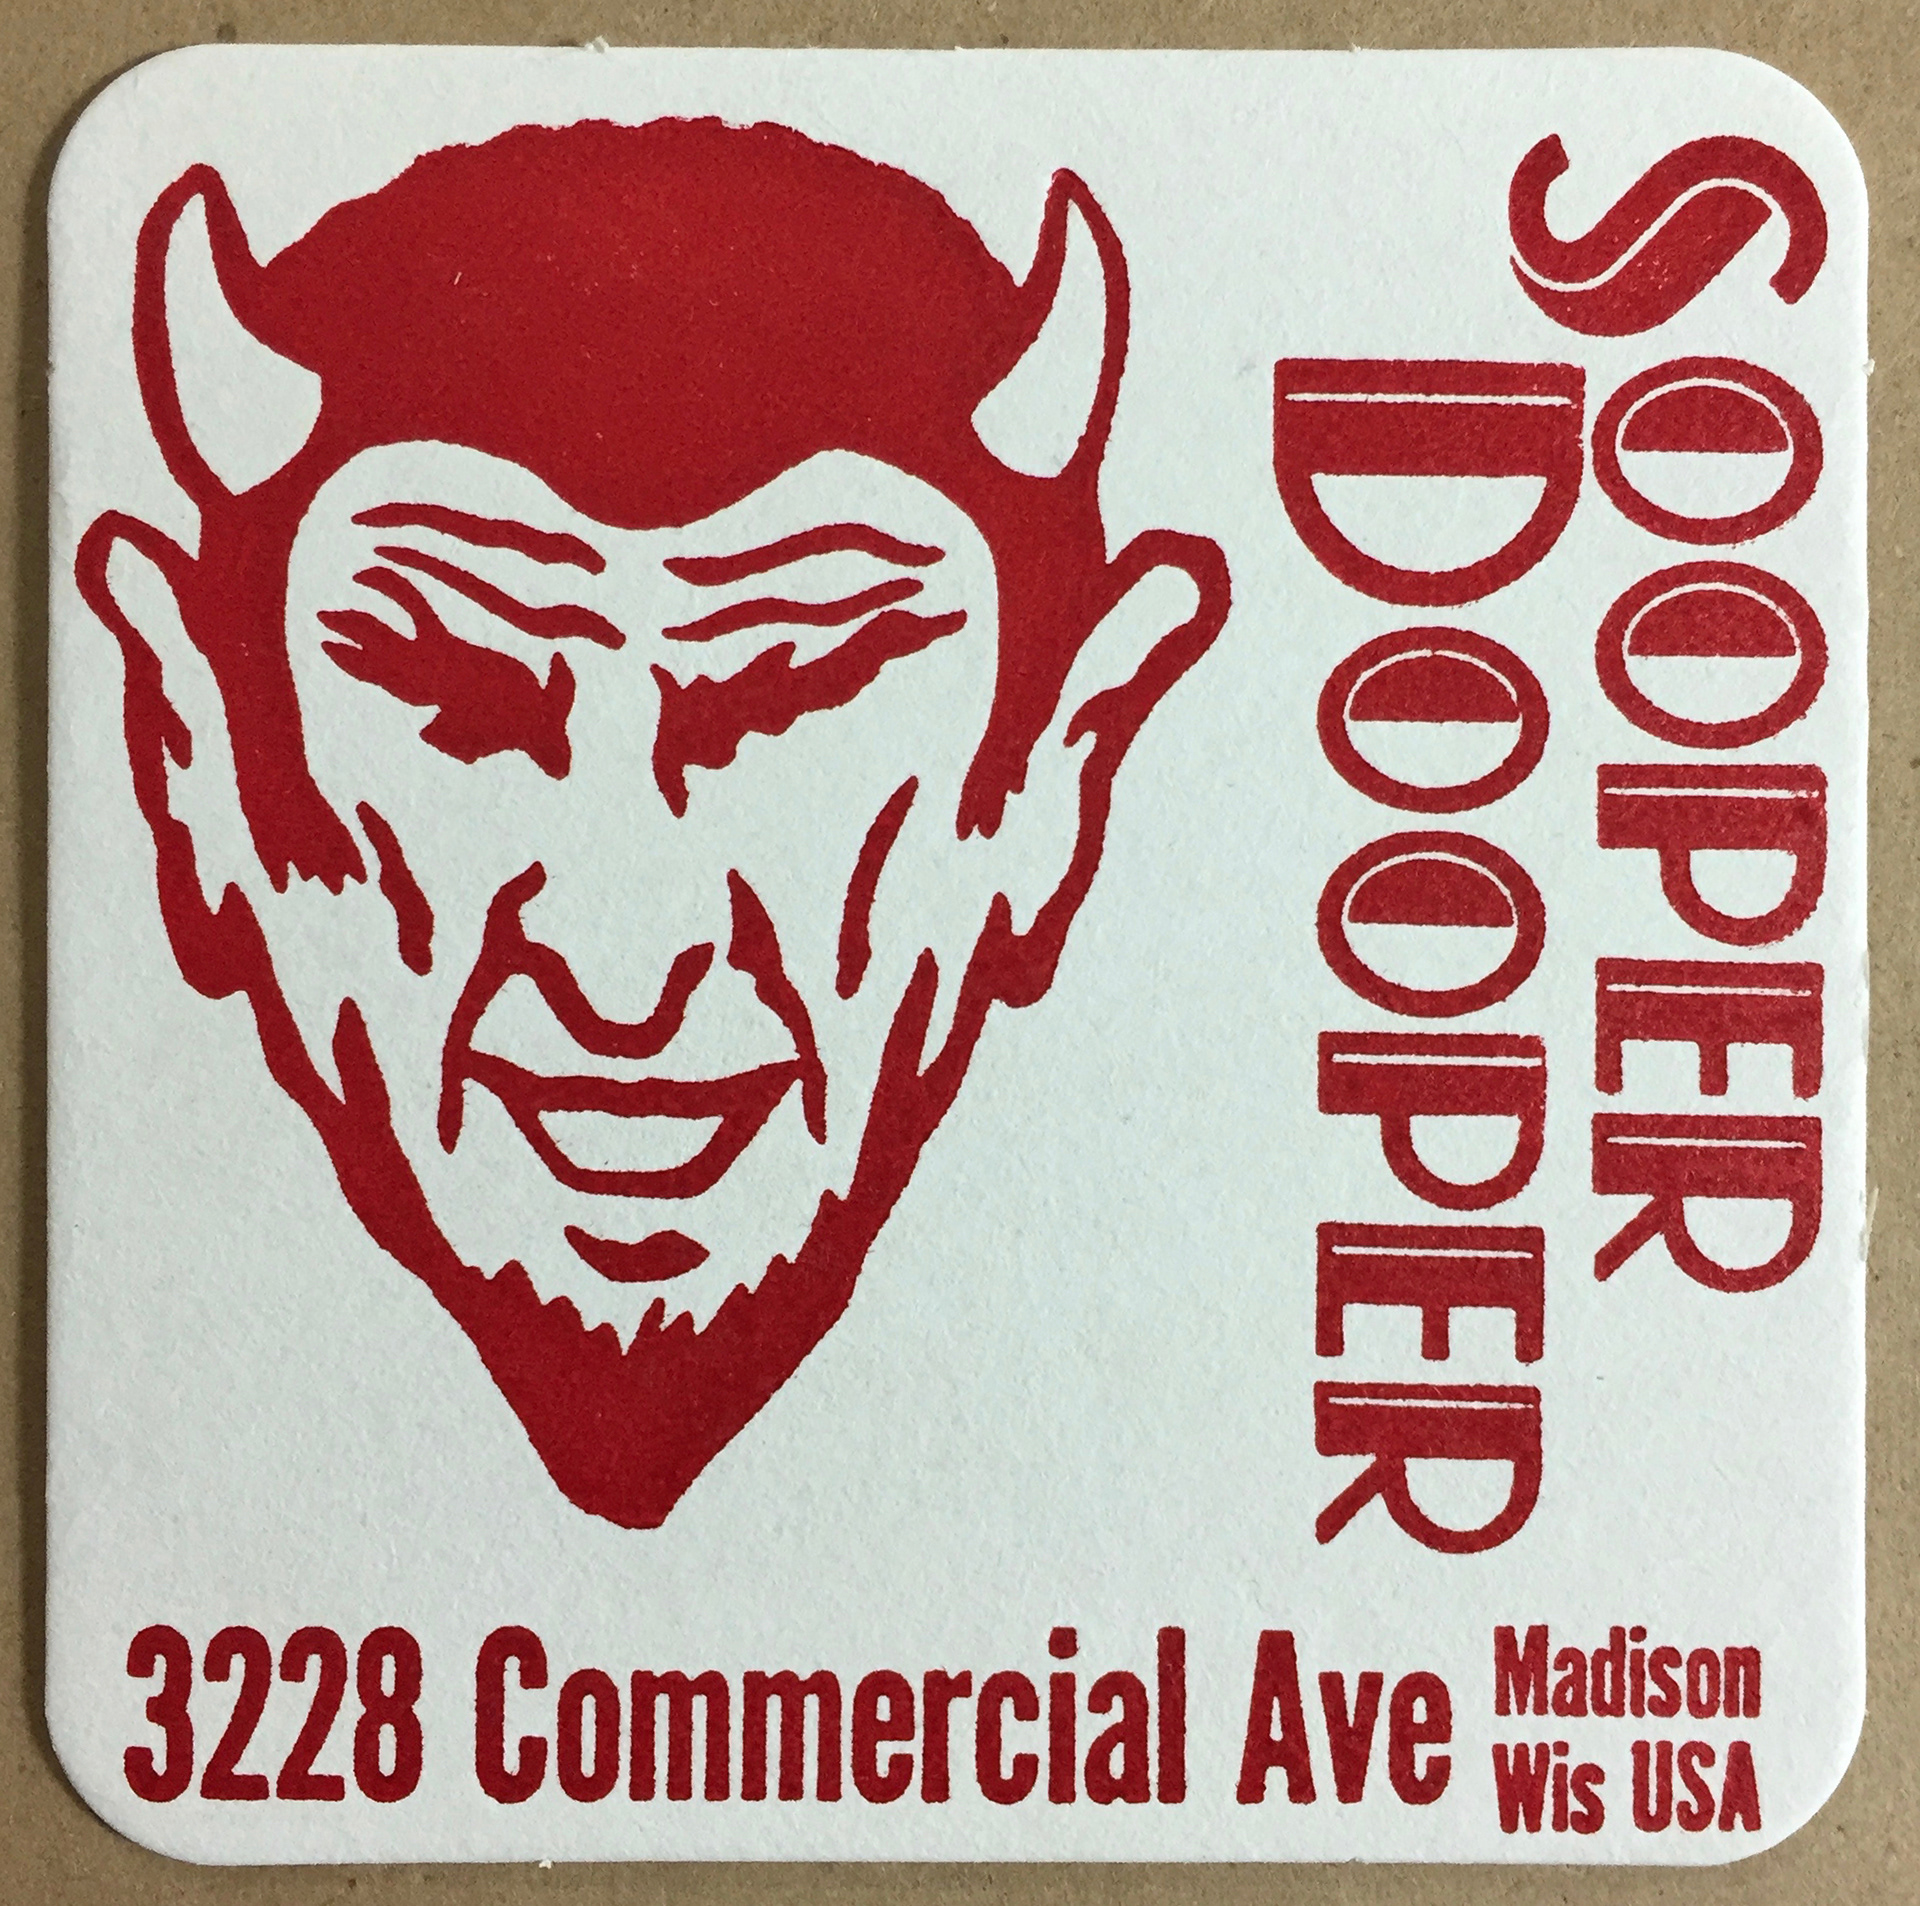 SOOPER
DOOPER
3228 Commercial Ave
Madison
Wis USA